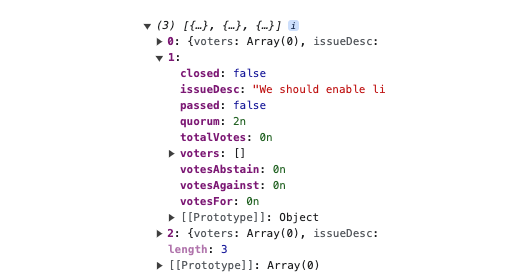 (3) [{…}, {…}, {…}] i
0: {voters: Array(0), issueDesc:
1:
closed: false
issueDesc: "We should enable li
passed: false
quorum: 2n
totalVotes: 0n
voters: []
votesAbstain: 0n
votesAgainst: 0n
votesFor: 0n
[[Prototype]]: Object
2: {voters: Array(0), issueDesc:
length: 3
[[Prototype]]: Array(0)